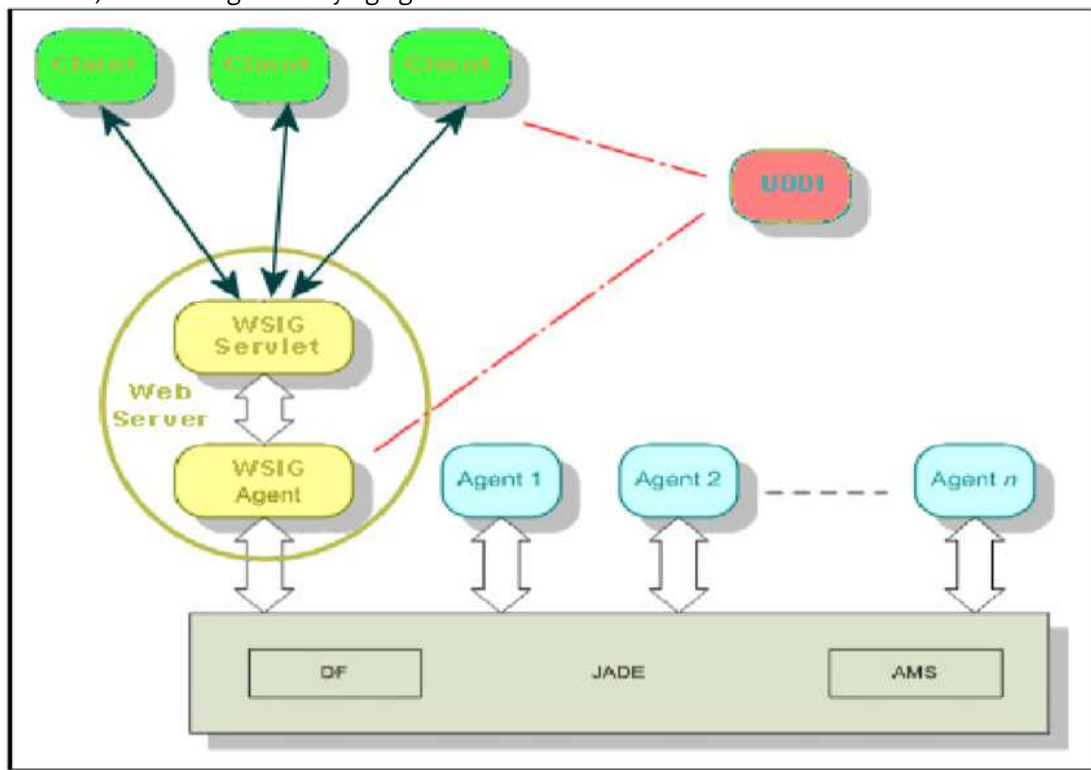 Client
Client
Client
UDDI
WSIG
Servlet
Web
Server
WSIG
Agent
Agent 1
Agent 2
Agent n
DF
JADE
AMS